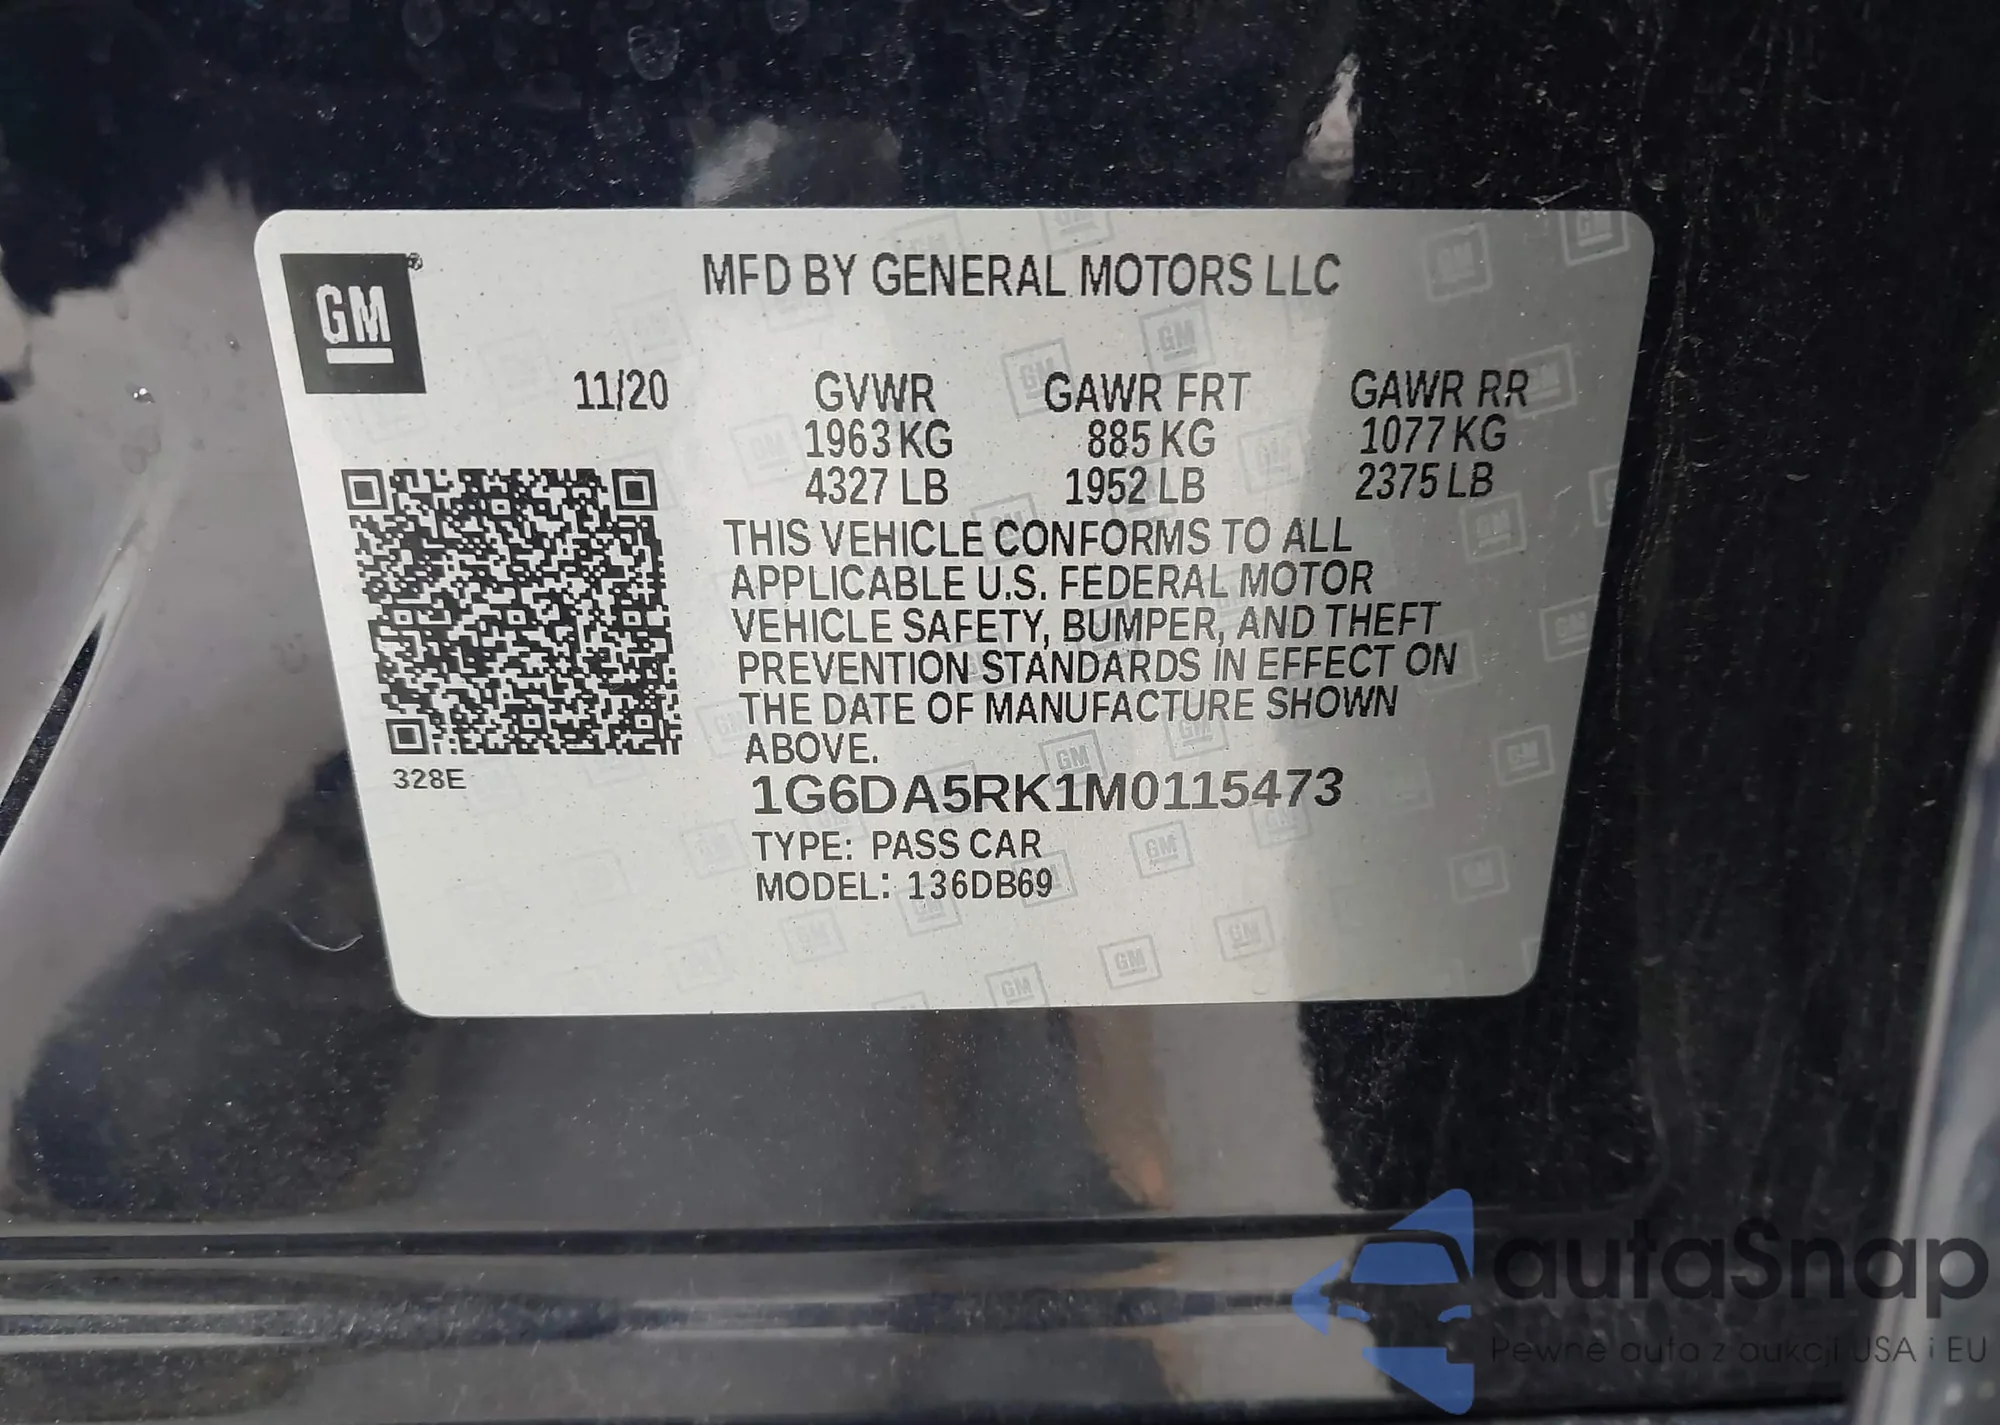 GM®
MFD BY GENERAL MOTORS LLC
11/20 GVWR GAWR FRT GAWR RR
1963 KG 885 KG 1077 KG
4327 LB 1952 LB 2375 LB
THIS VEHICLE CONFORMS TO ALL
APPLICABLE U.S. FEDERAL MOTOR
VEHICLE SAFETY, BUMPER, AND THEFT
PREVENTION STANDARDS IN EFFECT ON
THE DATE OF MANUFACTURE SHOWN
ABOVE.
328E
1G6DA5RK1M0115473
TYPE: PASS CAR
MODEL: 136DB69
autaSnap
Pewne auta z aukcji USA i EU